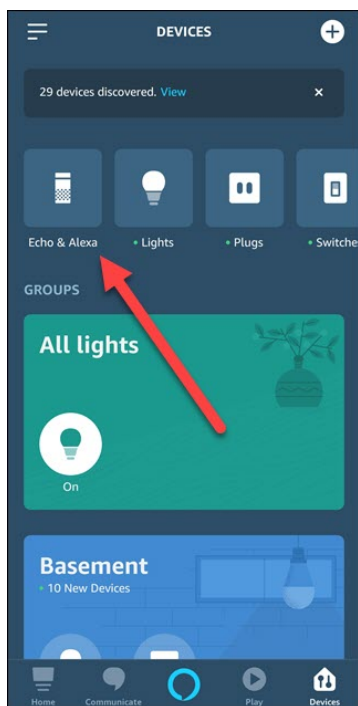 DEVICES
29 devices discovered. View
Echo & Alexa
Lights
Plugs
Switche
GROUPS
All lights
On
Basement
10 New Devices
Home
Communicate
Play
Devices